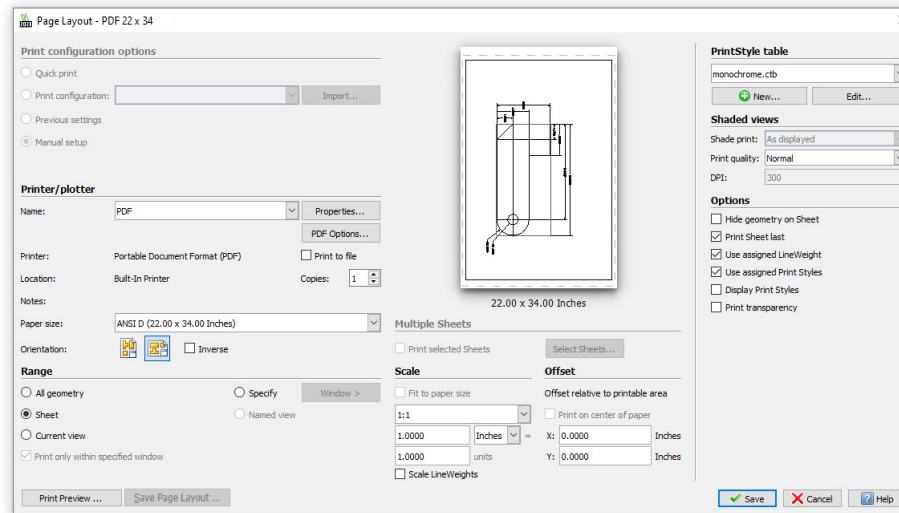 Page Layout - PDF 22 x 34
Print configuration options
Quick print
Print configuration:
Import...
Previous settings
Manual setup
Printer/plotter
Name:
PDF
Properties...
PDF Options...
Printer:
Portable Document Format (PDF)
Print to file
Location:
Built-In Printer
Copies:
1
Notes:
Paper size:
ANSI D (22.00 x 34.00 Inches)
Orientation:
Inverse
Range
All geometry
Specify
Window >
Sheet
Named view
Current view
Print only within specified window
Print Preview ...
Save Page Layout ...
22.00 x 34.00 Inches
Multiple Sheets
Print selected Sheets
Select Sheets...
Scale
Fit to paper size
1:1
1.0000
Inches
=
1.0000
units
Scale LineWeights
Offset
Offset relative to printable area
Print on center of paper
X:
0.0000
Inches
Y:
0.0000
Inches
PrintStyle table
monochrome.ctb
New...
Edit...
Shaded views
Shade print:
As displayed
Print quality:
Normal
DPI:
300
Options
Hide geometry on Sheet
Print Sheet last
Use assigned LineWeight
Use assigned Print Styles
Display Print Styles
Print transparency
Save
Cancel
Help